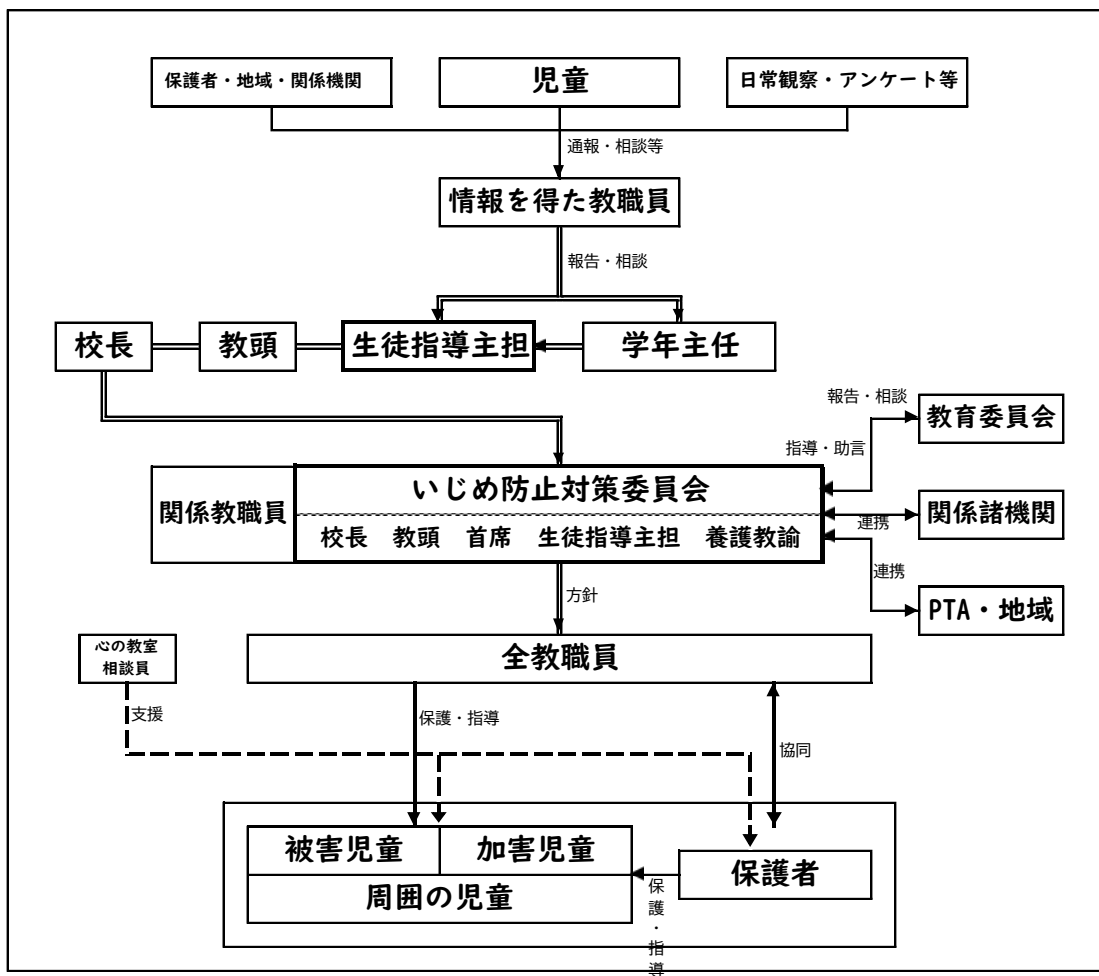 保護者・地域・関係機関
児童
日常観察・アンケート等
通報・相談等
情報を得た教職員
報告・相談
校長
教頭
生徒指導主担
学年主任
報告・相談
教育委員会
指導・助言
関係教職員
いじめ防止対策委員会
校長 教頭 首席 生徒指導主担 養護教諭
連携
関係諸機関
連携
PTA・地域
方針
心の教室
相談員
全教職員
支援
保護・指導
協同
被害児童
加害児童
周囲の児童
保護者
保護・指導